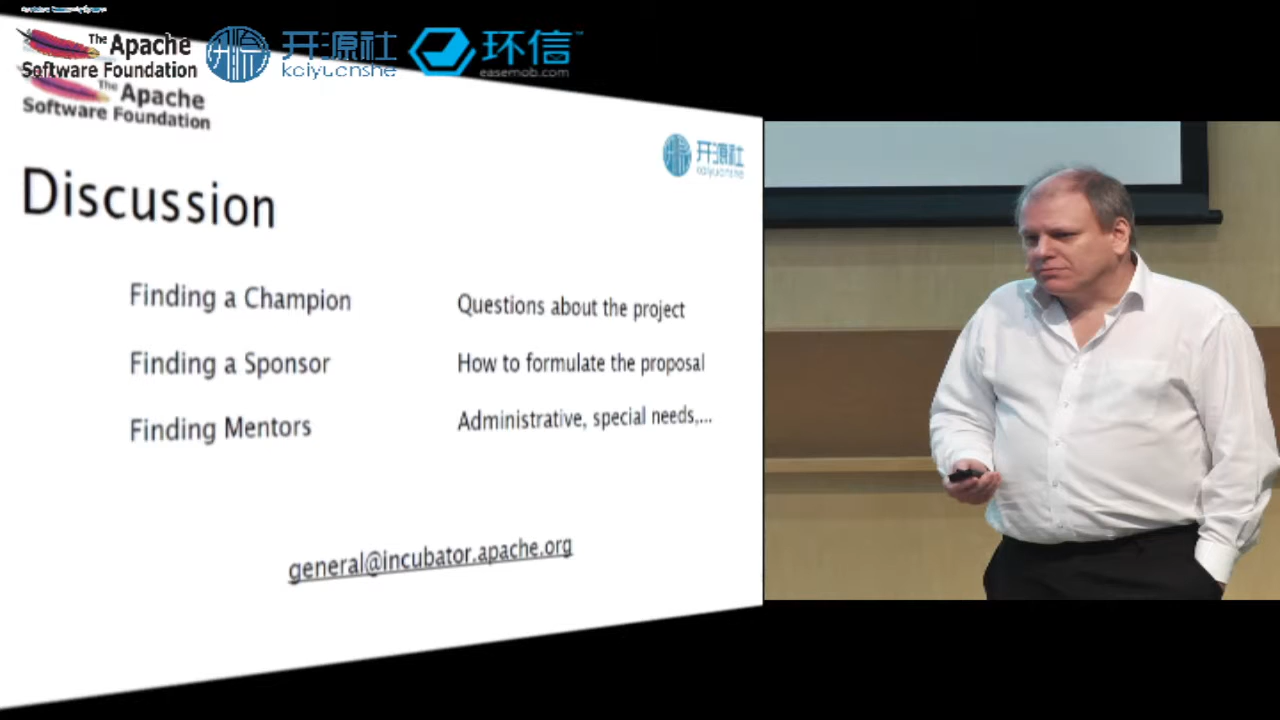 The Apache
Software Foundation
开源社
kaiyuanshe
环信
easemob.com
The Apache
Software Foundation
开源社
kaiyuanshe
Discussion
Finding a Champion
Questions about the project
Finding a Sponsor
How to formulate the proposal
Finding Mentors
Administrative, special needs,...
general@incubator.apache.org